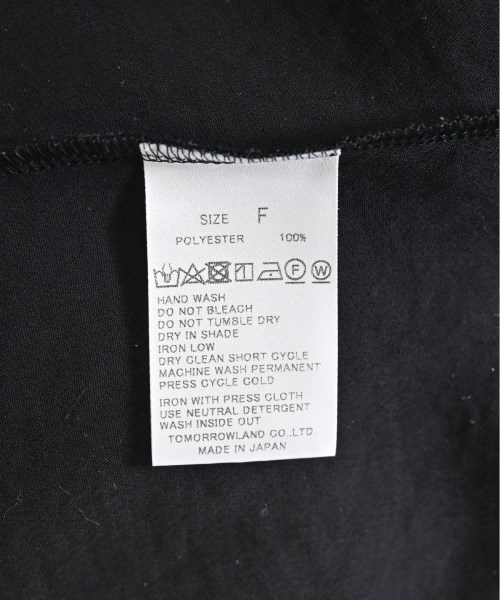 SIZE F
POLYESTER 100%
F W
HAND WASH
DO NOT BLEACH
DO NOT TUMBLE DRY
DRY IN SHADE
IRON LOW
DRY CLEAN SHORT CYCLE
MACHINE WASH PERMANENT
PRESS CYCLE COLD
IRON WITH PRESS CLOTH
USE NEUTRAL DETERGENT
WASH INSIDE OUT
TOMORROWLAND CO.,LTD.
MADE IN JAPAN